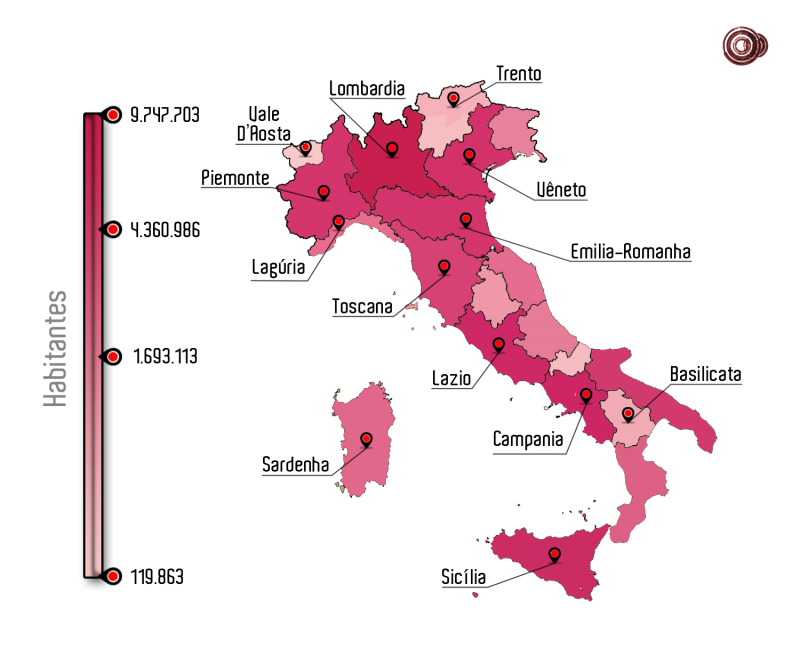 Trento
Lombardia
9.747.703
Vale
D'Aosta
Piemonte
Vêneto
4.360.986
Emilia-Romanha
Lagúria
Toscana
Habitantes
1.693.113
Lazio
Basilicata
Campania
Sardenha
119.863
Sicília